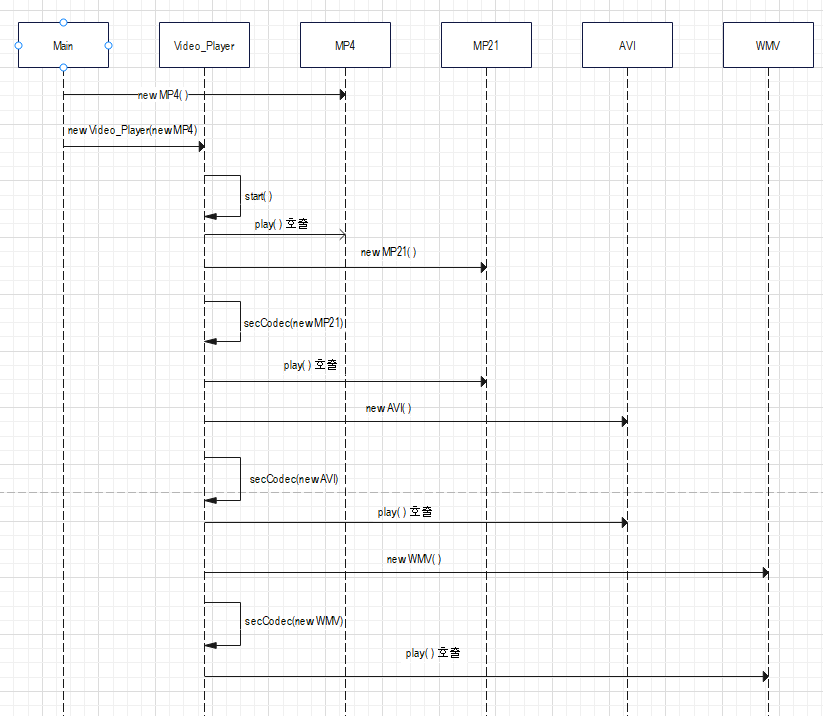 Main
Video_Player
MP4
MP21
AVI
WMV
new MP4( )
new Video_Player(new MP4)
start( )
play( ) 호출
new MP21( )
secCodec(new MP21)
play( ) 호출
new AVI( )
secCodec(new AVI)
play( ) 호출
new WMV( )
secCodec(new WMV)
play( ) 호출